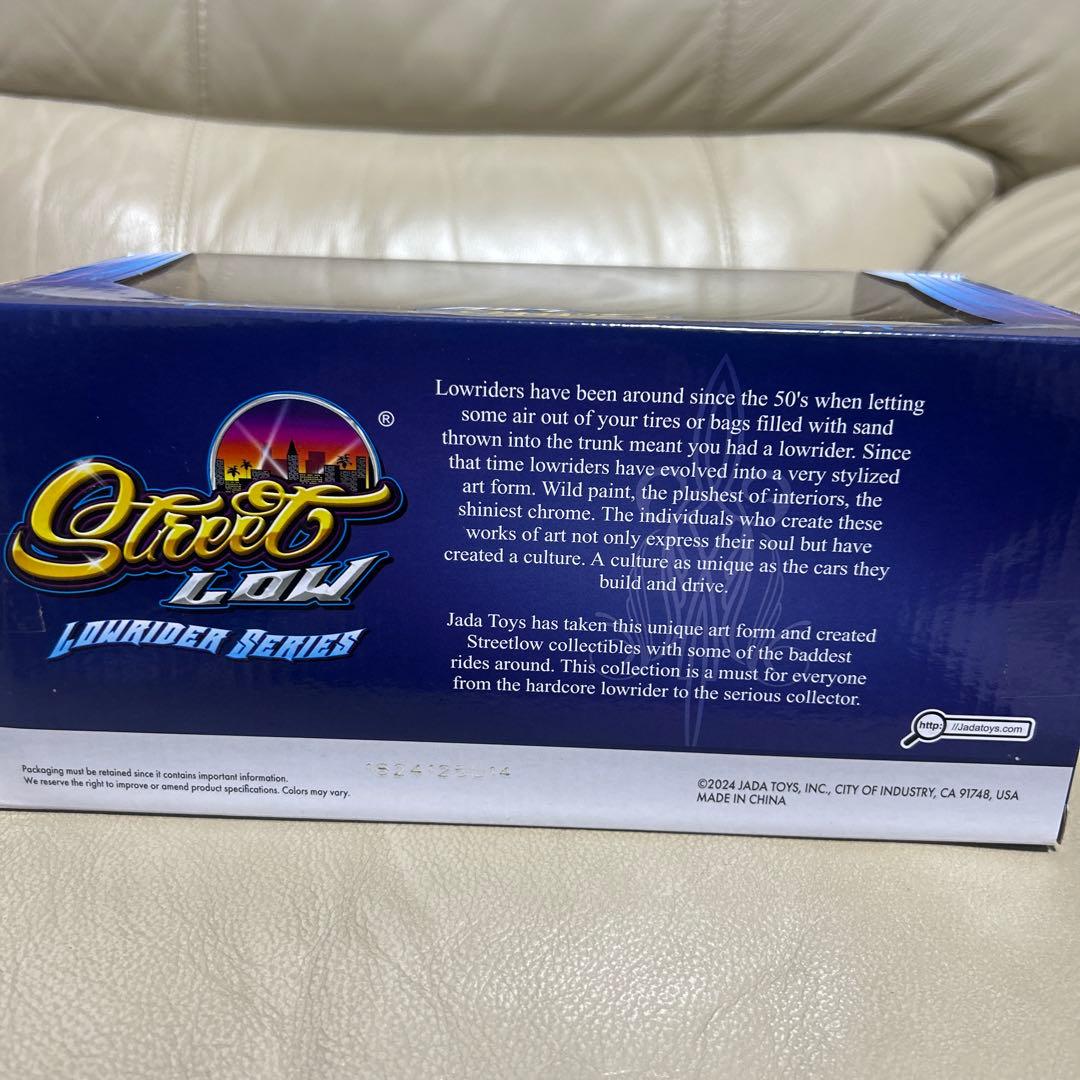 Street
LOW
LOWRIDER SERIES
®
Lowriders have been around since the 50's when letting
some air out of your tires or bags filled with sand
thrown into the trunk meant you had a lowrider. Since
that time lowriders have evolved into a very stylized
art form. Wild paint, the plushest of interiors, the
shiniest chrome. The individuals who create these
works of art not only express their soul but have
created a culture. A culture as unique as the cars they
build and drive.
Jada Toys has taken this unique art form and created
Streetlow collectibles with some of the baddest
rides around. This collection is a must for everyone
from the hardcore lowrider to the serious collector.
http: //Jadatoys.com
Packaging must be retained since it contains important information.
We reserve the right to improve or amend product specifications. Colors may vary.
©2024 JADA TOYS, INC., CITY OF INDUSTRY, CA 91748, USA
MADE IN CHINA